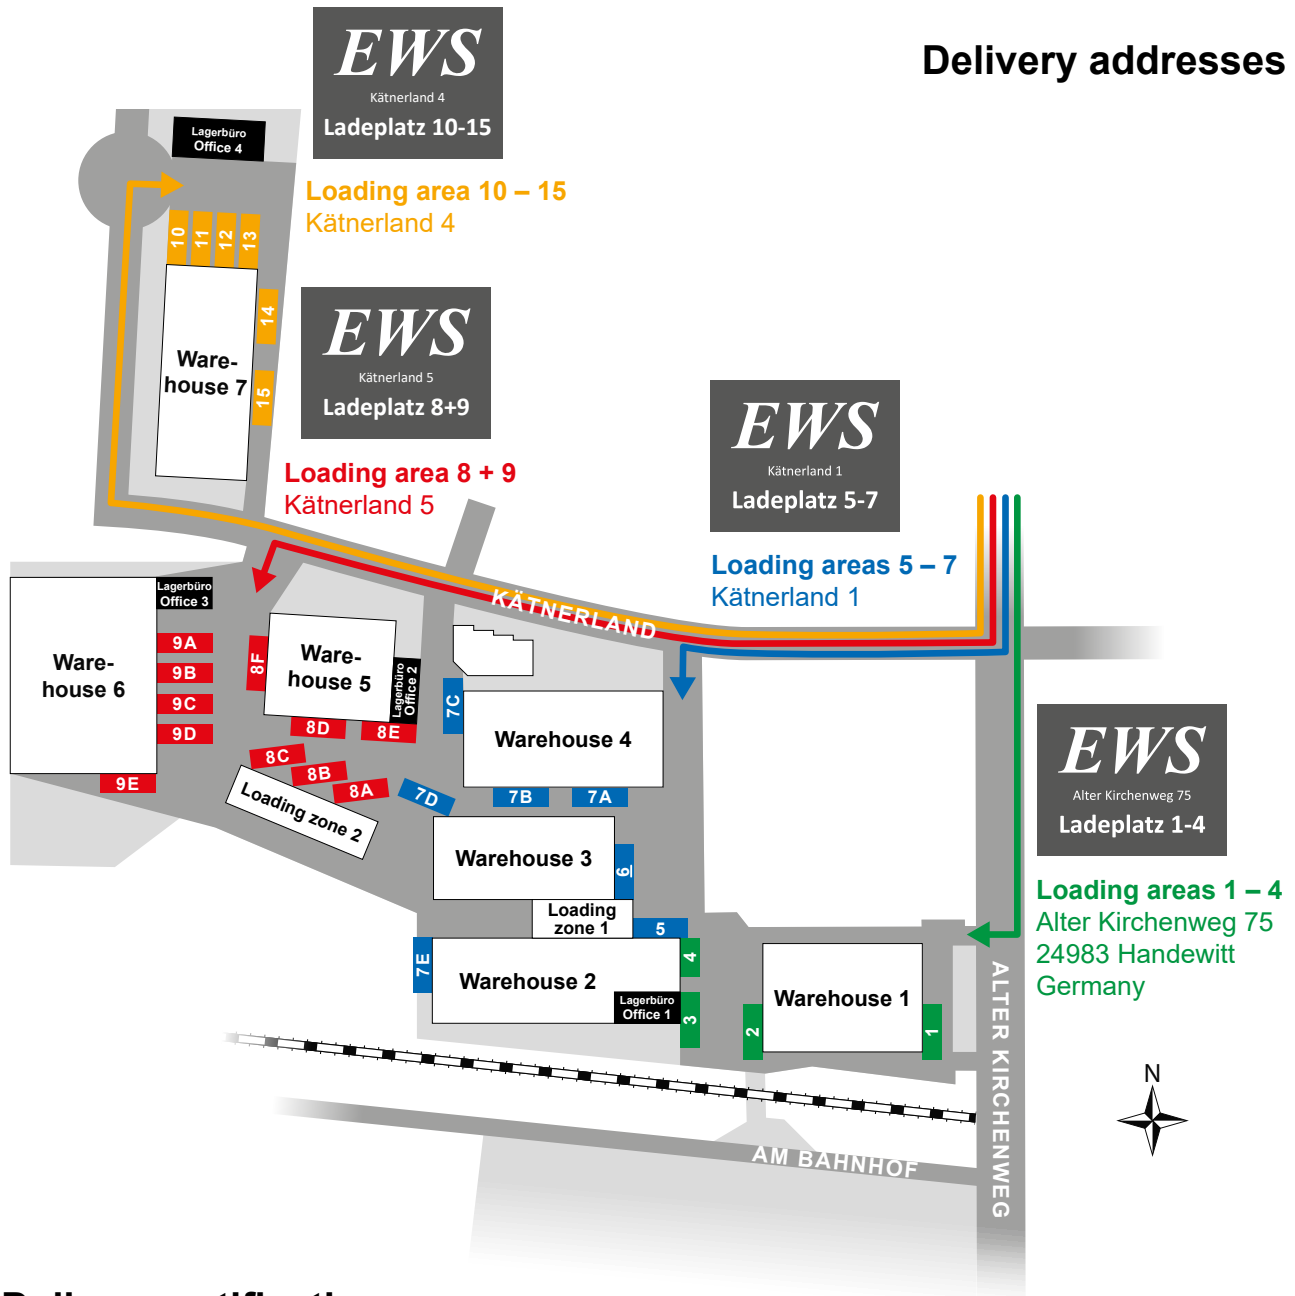 Delivery addresses
EWS
Kätnerland 4
Ladeplatz 10-15
Lagerbüro
Office 4
Loading area 10 – 15
Kätnerland 4
10
11
12
13
14
15
Ware-
house 7
EWS
Kätnerland 5
Ladeplatz 8+9
Loading area 8 + 9
Kätnerland 5
EWS
Kätnerland 1
Ladeplatz 5-7
Loading areas 5 – 7
Kätnerland 1
KÄTNERLAND
Lagerbüro
Office 3
Ware-
house 6
9A
9B
9C
9D
9E
8F
Ware-
house 5
Lagerbüro
Office 2
8D
8E
8C
8B
8A
Loading zone 2
7C
Warehouse 4
7D
7B
7A
Warehouse 3
6
Loading
zone 1
5
7E
Warehouse 2
4
Lagerbüro
Office 1
3
2
Warehouse 1
1
EWS
Alter Kirchenweg 75
Ladeplatz 1-4
Loading areas 1 – 4
Alter Kirchenweg 75
24983 Handewitt
Germany
ALTER KIRCHENWEG
N
AM BAHNHOF